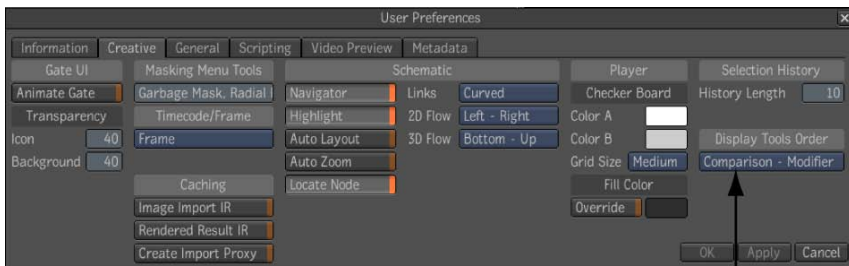 User Preferences
Information Creative General Scripting Video Preview Metadata
Gate UI Masking Menu Tools Schematic Player Selection History
Animate Gate Garbage Mask, Radial Navigator Links Curved Checker Board History Length 10
Transparency Timecode/Frame Highlight 2D Flow Left - Right Color A
Icon 40 Frame Auto Layout 3D Flow Bottom - Up Color B Display Tools Order
Background 40 Auto Zoom Grid Size Medium Comparison - Modifier
Caching Locate Node Fill Color
Image Import IR Override
Rendered Result IR
Create Import Proxy OK Apply Cancel